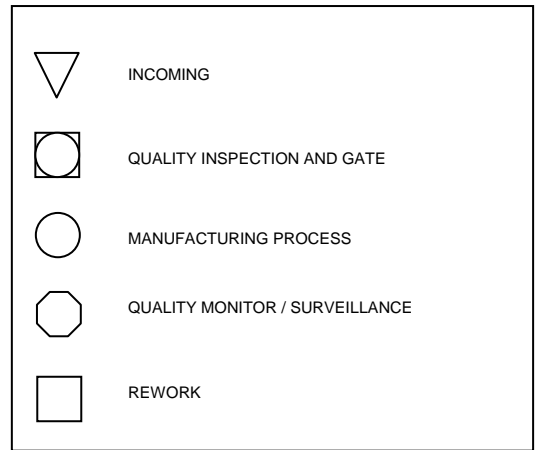 INCOMING
QUALITY INSPECTION AND GATE
MANUFACTURING PROCESS
QUALITY MONITOR / SURVEILLANCE
REWORK